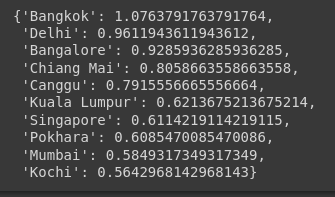 {'Bangkok': 1.0763791763791764,
'Delhi': 0.9611943611943612,
'Bangalore': 0.9285936285936285,
'Chiang Mai': 0.8058663558663558,
'Canggu': 0.7915556665556664,
'Kuala Lumpur': 0.6213675213675214,
'Singapore': 0.6114219114219115,
'Pokhara': 0.6085470085470086,
'Mumbai': 0.5849317349317349,
'Kochi': 0.5642968142968143}